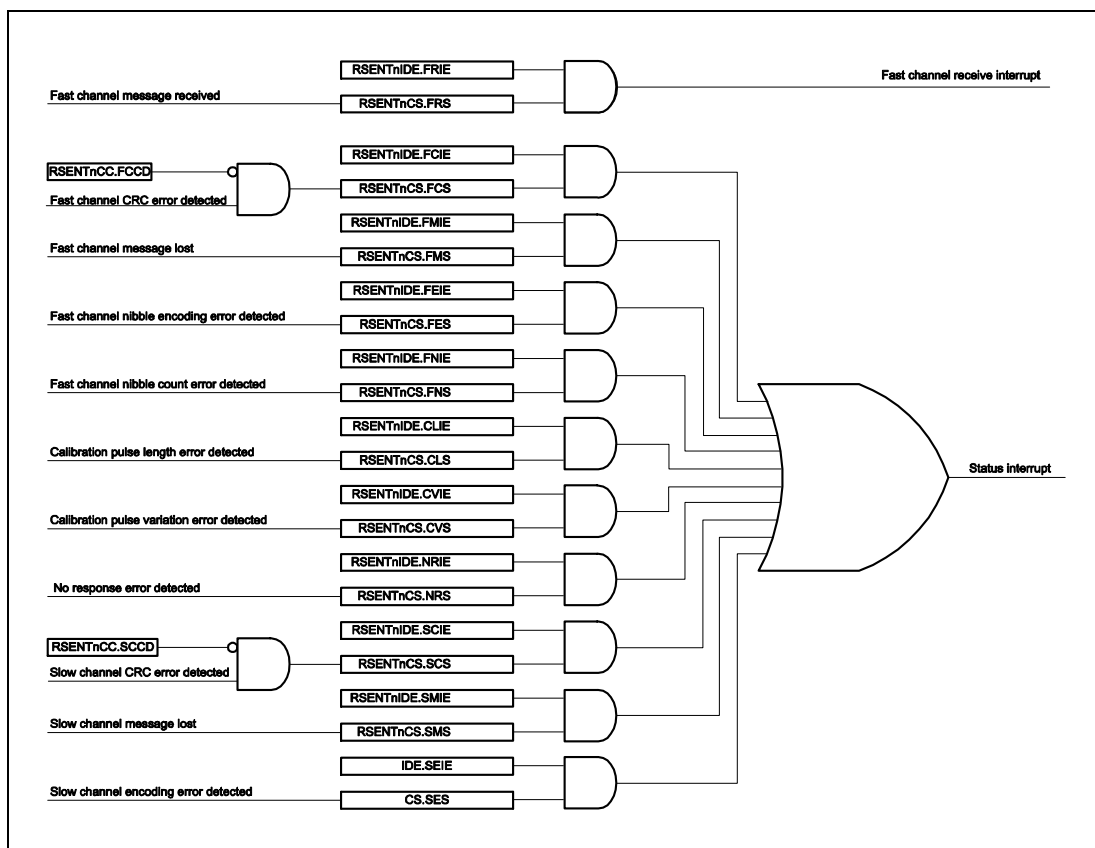 RSENTnIDE.FRIE
Fast channel receive interrupt
Fast channel message received
RSENTnCS.FRS
RSENTnIDE.FCIE
RSENTnCC.FCCD
RSENTnCS.FCS
Fast channel CRC error detected
RSENTnIDE.FMIE
Fast channel message lost
RSENTnCS.FMS
RSENTnIDE.FEIE
Fast channel nibble encoding error detected
RSENTnCS.FES
RSENTnIDE.FNIE
Fast channel nibble count error detected
RSENTnCS.FNS
RSENTnIDE.CLIE
Calibration pulse length error detected
RSENTnCS.CLS
Status interrupt
RSENTnIDE.CVIE
Calibration pulse variation error detected
RSENTnCS.CVS
RSENTnIDE.NRIE
No response error detected
RSENTnCS.NRS
RSENTnIDE.SCIE
RSENTnCC.SCCD
RSENTnCS.SCS
Slow channel CRC error detected
RSENTnIDE.SMIE
Slow channel message lost
RSENTnCS.SMS
IDE.SEIE
Slow channel encoding error detected
CS.SES